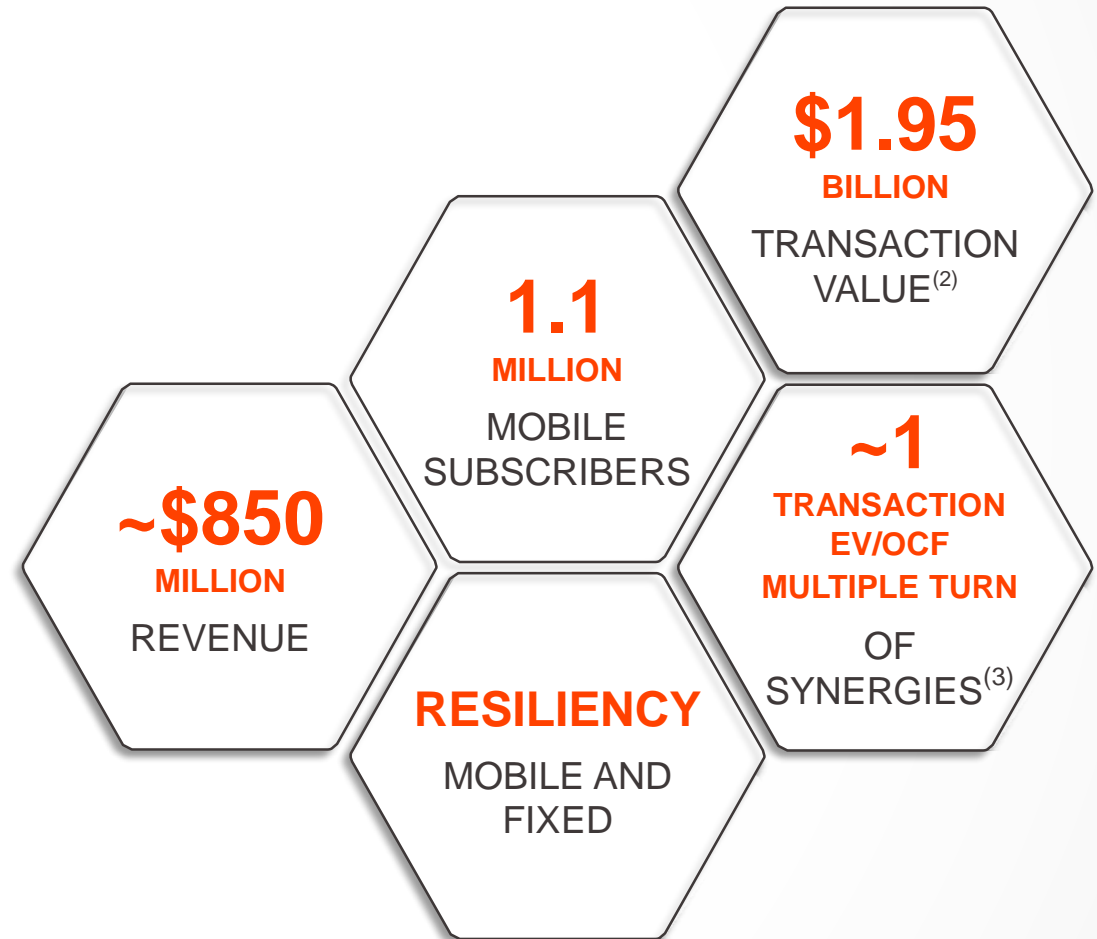 $1.95
BILLION
TRANSACTION
VALUE(2)
1.1
MILLION
MOBILE
SUBSCRIBERS
~$850
MILLION
REVENUE
~1
TRANSACTION
EV/OCF
MULTIPLE TURN
OF
SYNERGIES(3)
RESILIENCY
MOBILE AND
FIXED